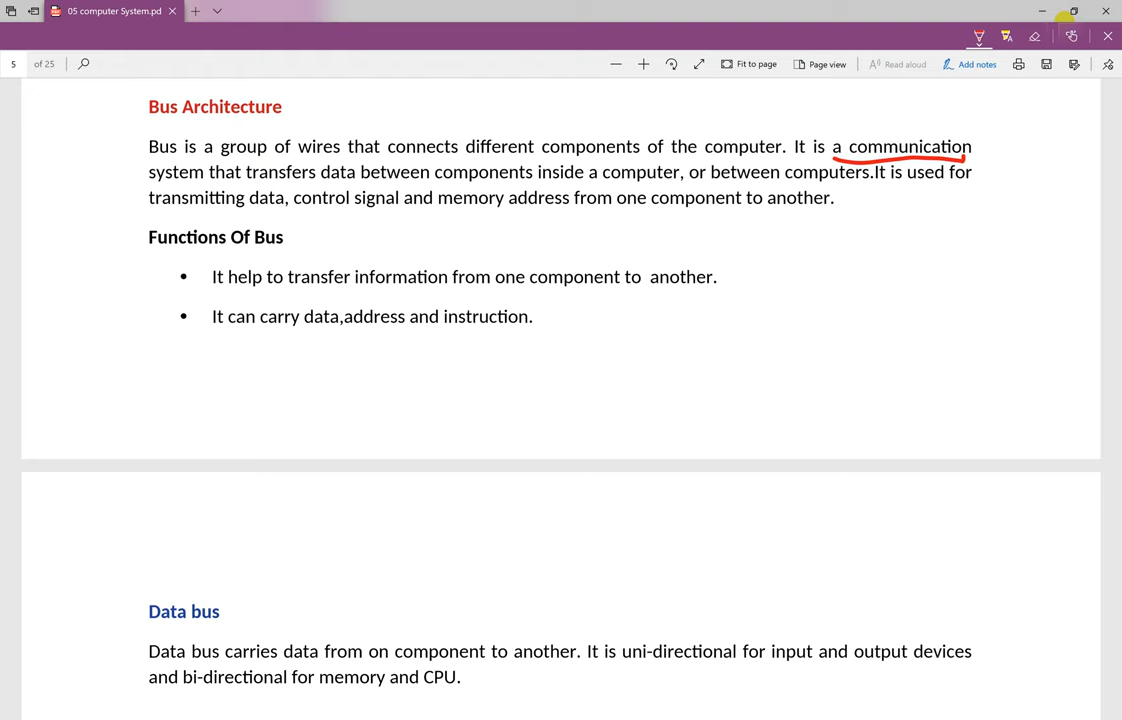 05 computer System.pd
5 of 25 Fit to page Page view Read aloud Add notes
Bus Architecture
Bus is a group of wires that connects different components of the computer. It is a communication
system that transfers data between components inside a computer, or between computers.It is used for
transmitting data, control signal and memory address from one component to another.
Functions Of Bus
• It help to transfer information from one component to another.
• It can carry data,address and instruction.
Data bus
Data bus carries data from on component to another. It is uni-directional for input and output devices
and bi-directional for memory and CPU.